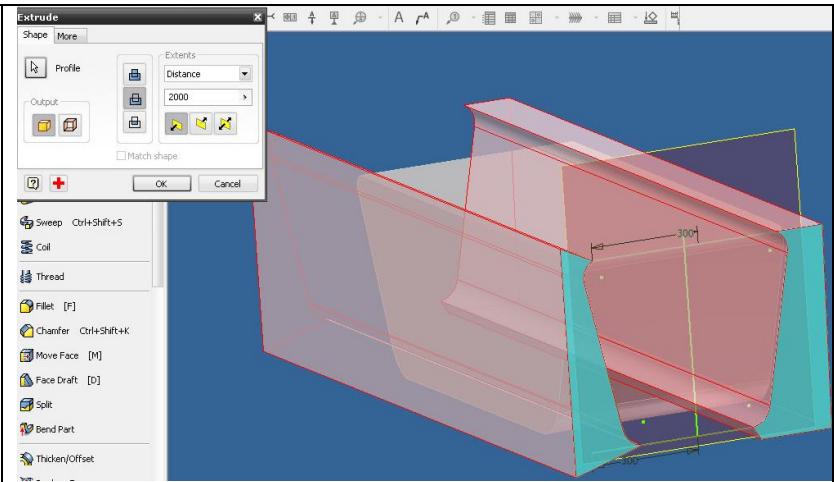 Extrude
Shape More
Profile
Extents
Distance
2000
Output
Match shape
OK Cancel
A A
Sweep Ctrl+Shift+S
Coil
Thread
Fillet [F]
Chamfer Ctrl+Shift+K
Move Face [M]
Face Draft [D]
Split
Bend Part
Thicken/Offset
300
300